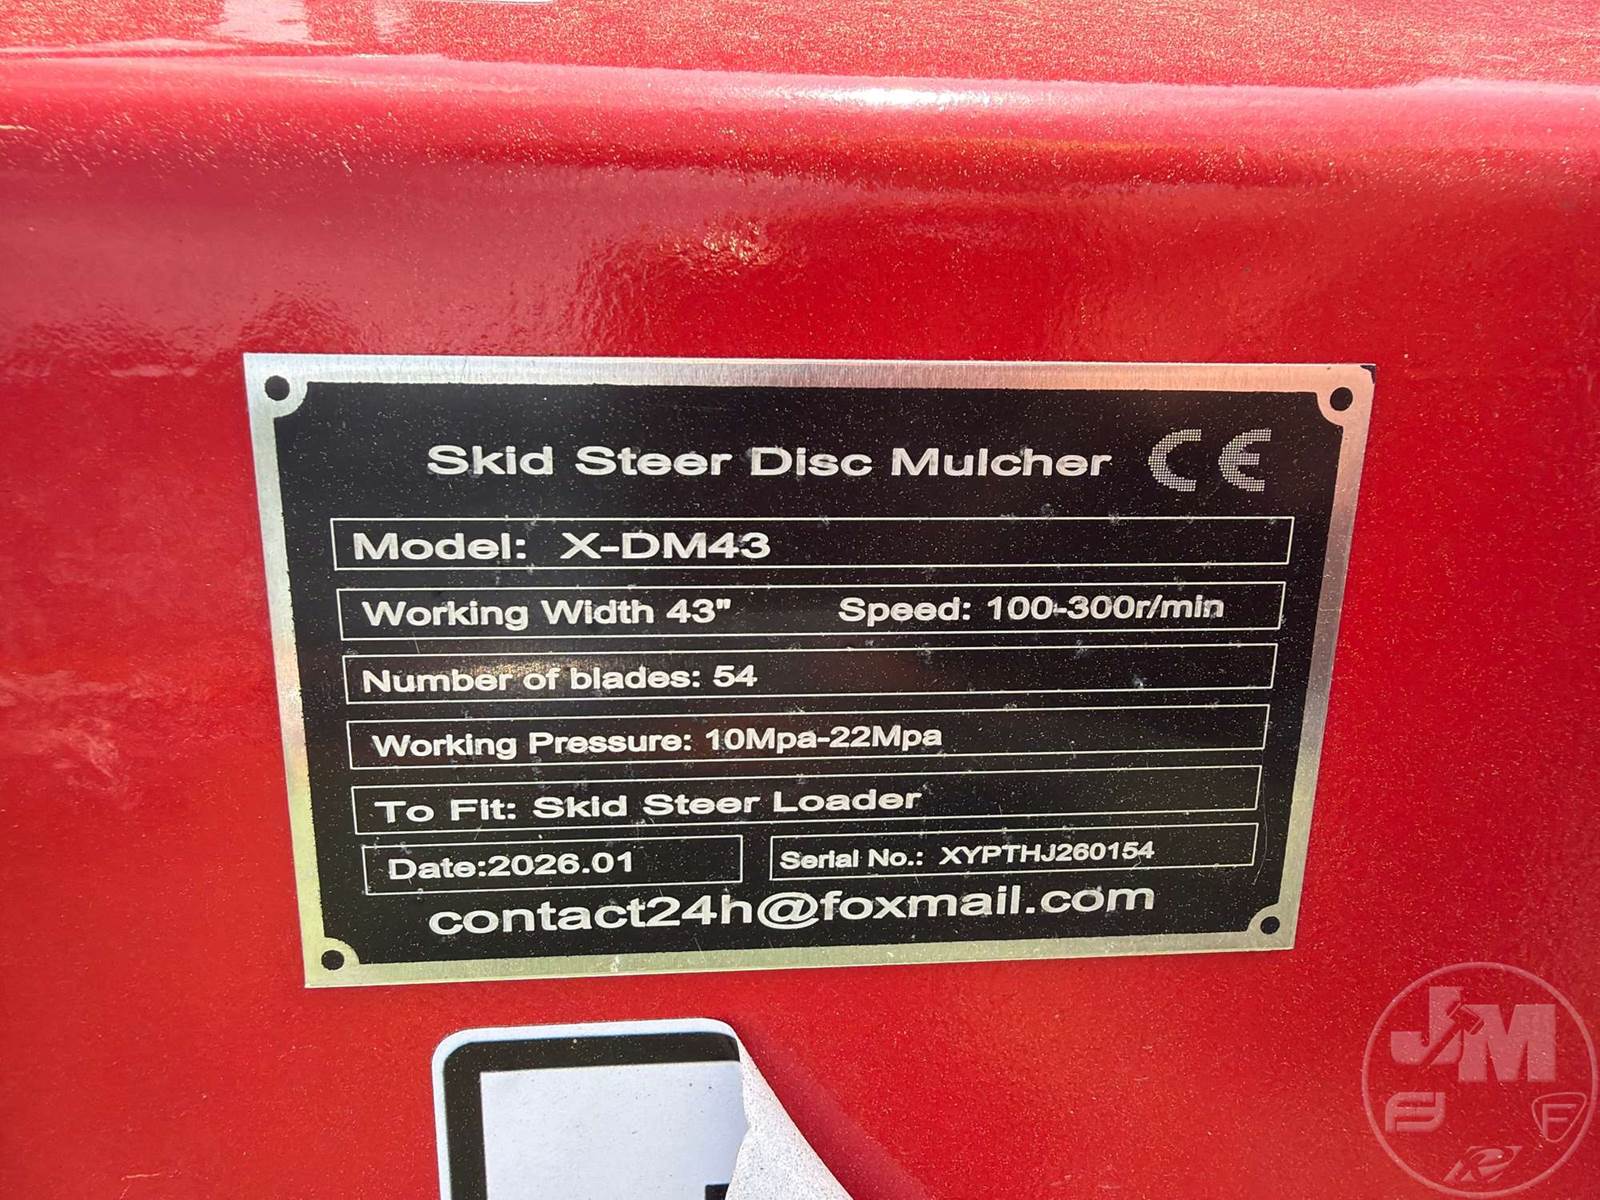 Skid Steer Disc Mulcher CE
Model: X-DM43
Working Width 43" Speed: 100-300r/min
Number of blades: 54
Working Pressure: 10Mpa-22Mpa
To Fit: Skid Steer Loader
Date:2026.01 Serial No.: XYPTHJ260154
contact24h@foxmail.com
JM